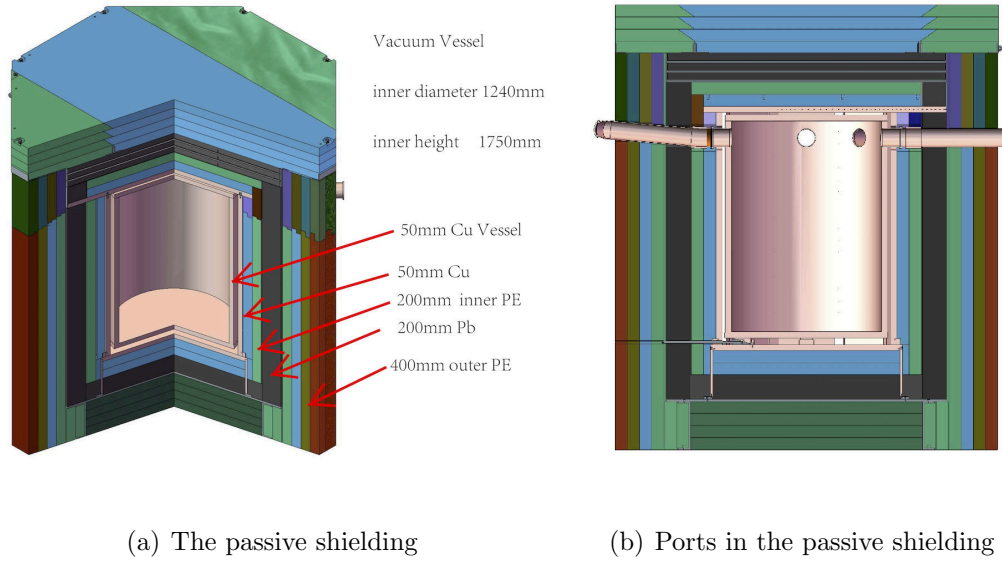 Vacuum Vessel
inner diameter 1240mm
inner height 1750mm
50mm Cu Vessel
50mm Cu
200mm inner PE
200mm Pb
400mm outer PE
(a) The passive shielding
(b) Ports in the passive shielding